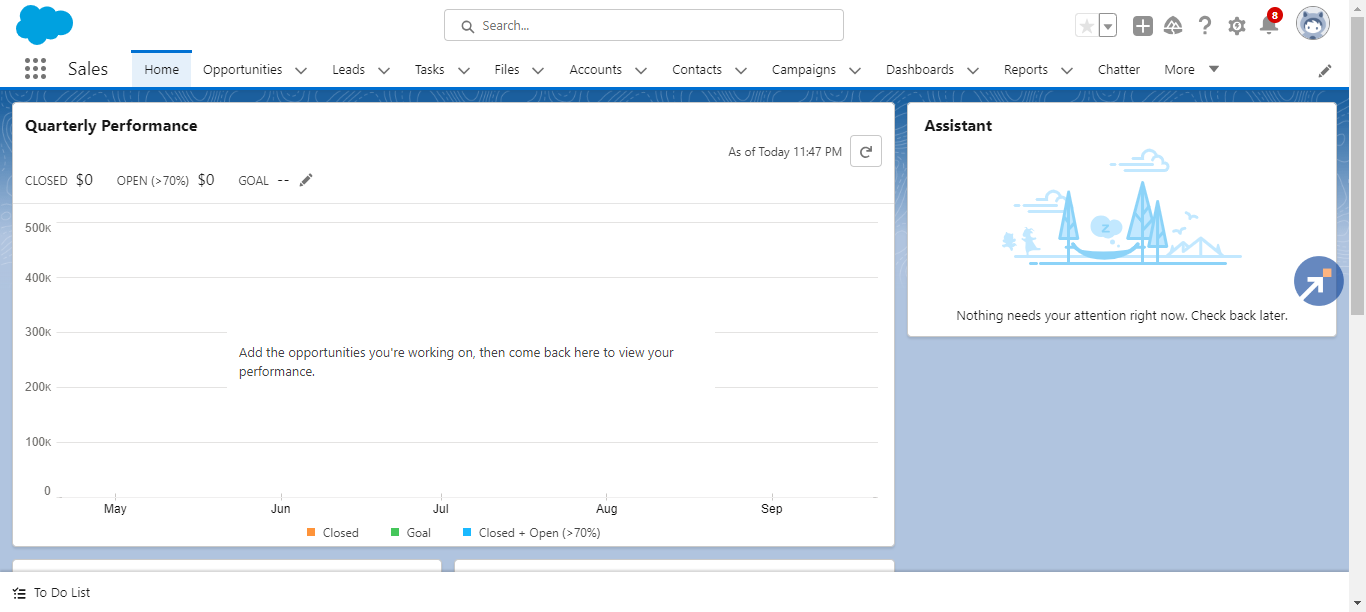 Search...
8
Sales
Home
Opportunities
Leads
Tasks
Files
Accounts
Contacts
Campaigns
Dashboards
Reports
Chatter
More
Quarterly Performance
As of Today 11:47 PM
CLOSED $0 OPEN (>70%) $0 GOAL --
500K
400K
300K
200K
100K
0
Add the opportunities you're working on, then come back here to view your
performance.
May Jun Jul Aug Sep
Closed Goal Closed + Open (>70%)
Assistant
z
Nothing needs your attention right now. Check back later.
To Do List